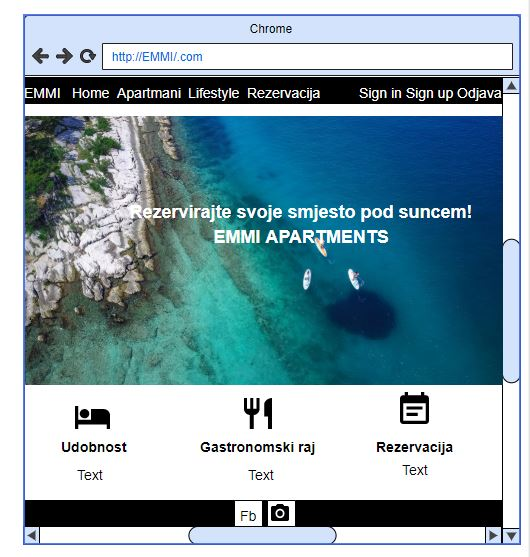 Chrome
http://EMMI/.com
EMMI Home Apartmani Lifestyle Rezervacija Sign in Sign up Odjava
Rezervirajte svoje smjesto pod suncem!
EMMI APARTMENTS
Udobnost Gastronomski raj Rezervacija
Text Text Text
Fb